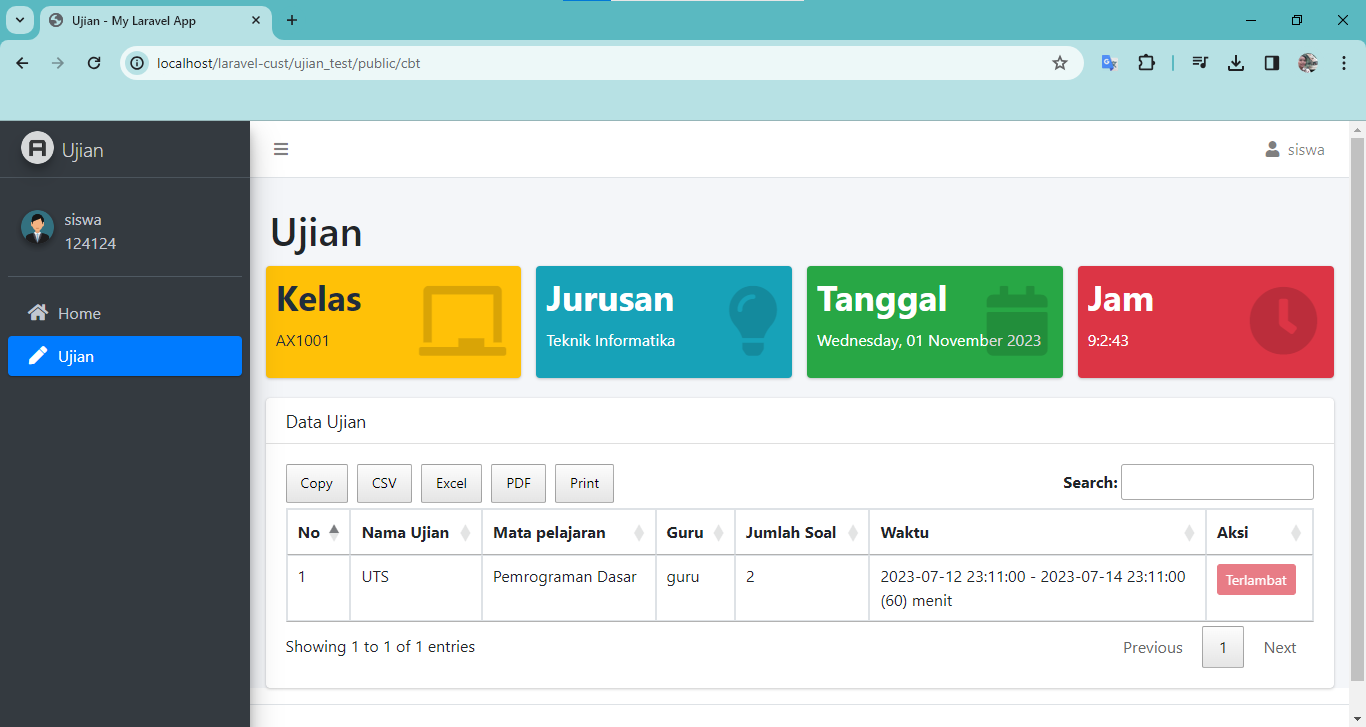 Ujian - My Laravel App
localhost/laravel-cust/ujian_test/public/cbt
Ujian
siswa
siswa
124124
Home
Ujian
Ujian
Kelas
AX1001
Jurusan
Teknik Informatika
Tanggal
Wednesday, 01 November 2023
Jam
9:2:43
Data Ujian
Copy CSV Excel PDF Print Search:
No Nama Ujian Mata pelajaran Guru Jumlah Soal Waktu Aksi
1 UTS Pemrograman Dasar guru 2 2023-07-12 23:11:00 - 2023-07-14 23:11:00 Terlambat
(60) menit
Showing 1 to 1 of 1 entries Previous 1 Next